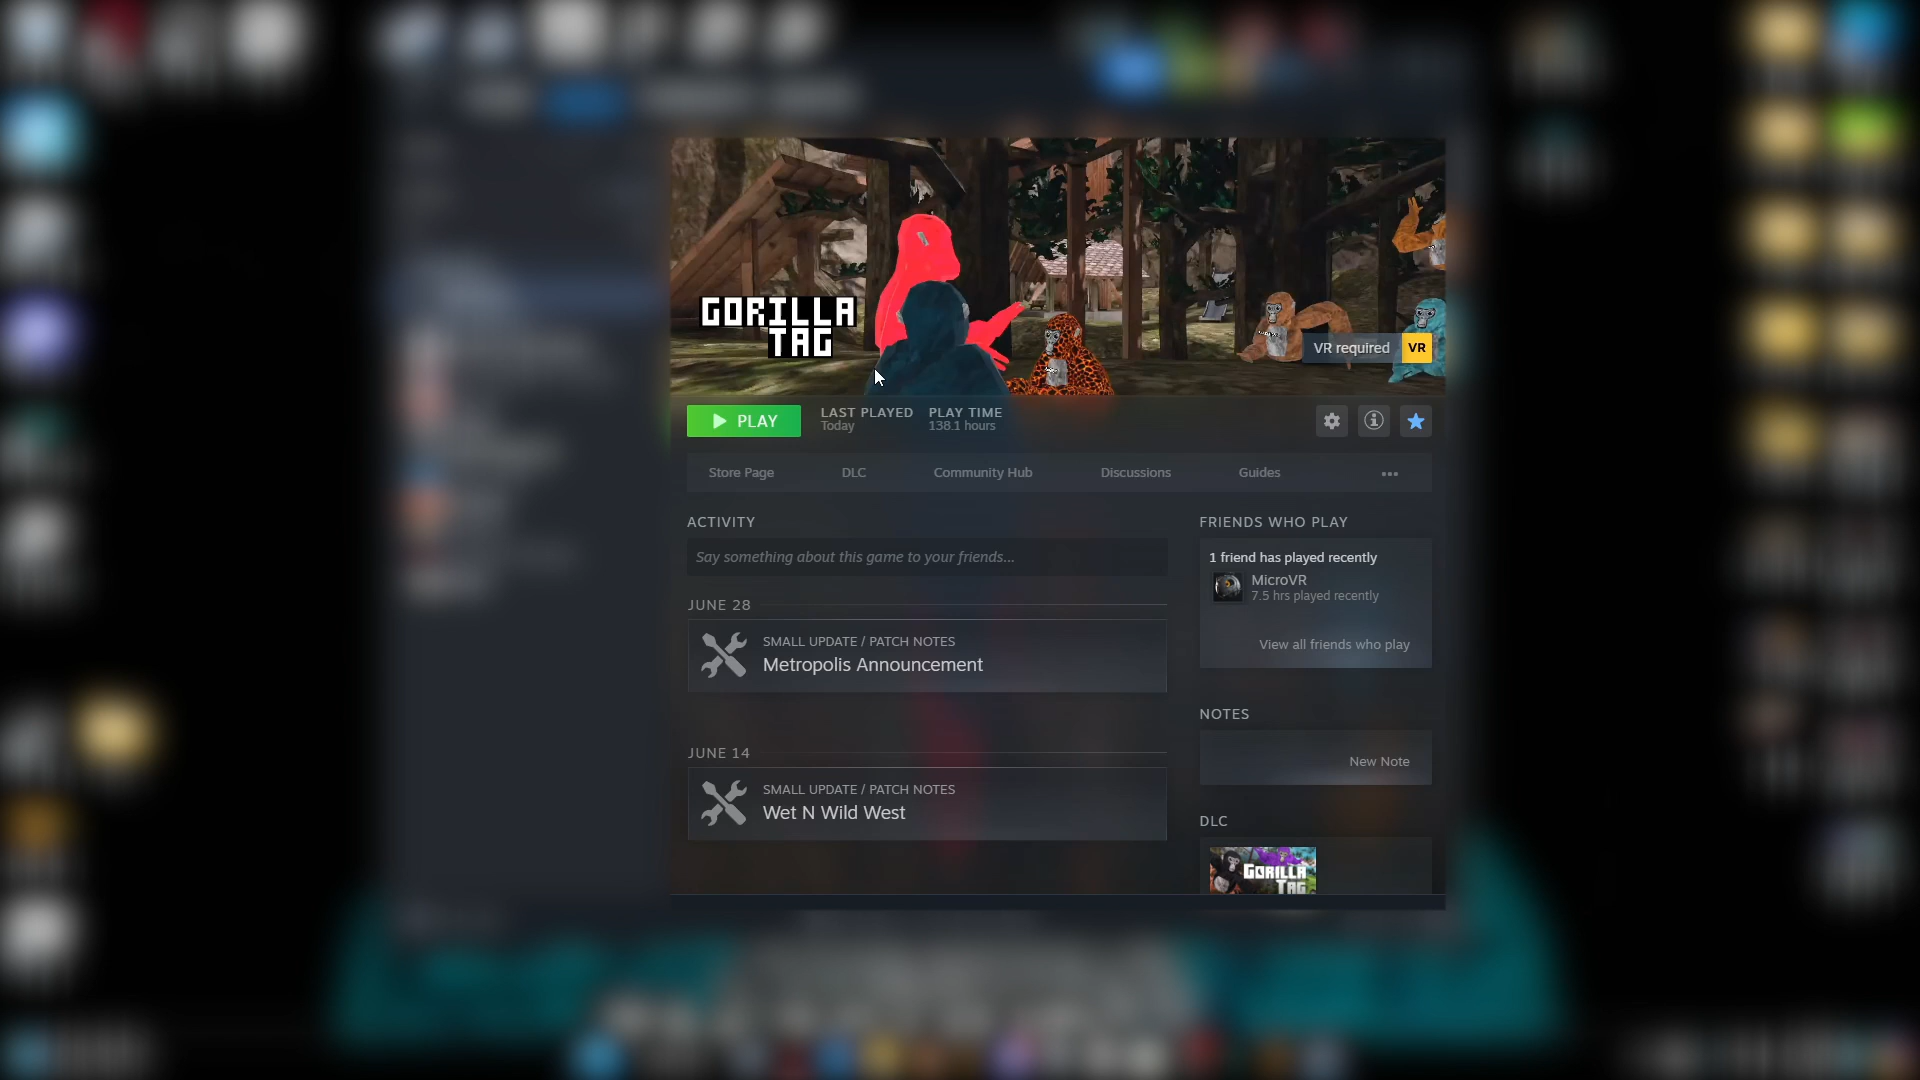 GORILLA
TAG
VR required VR
PLAY
LAST PLAYED
Today
PLAY TIME
138.1 hours
Store Page DLC Community Hub Discussions Guides
ACTIVITY
Say something about this game to your friends...
JUNE 28
SMALL UPDATE / PATCH NOTES
Metropolis Announcement
JUNE 14
SMALL UPDATE / PATCH NOTES
Wet N Wild West
FRIENDS WHO PLAY
1 friend has played recently
MicroVR
7.5 hrs played recently
View all friends who play
NOTES
New Note
DLC
GORILLA
TAG